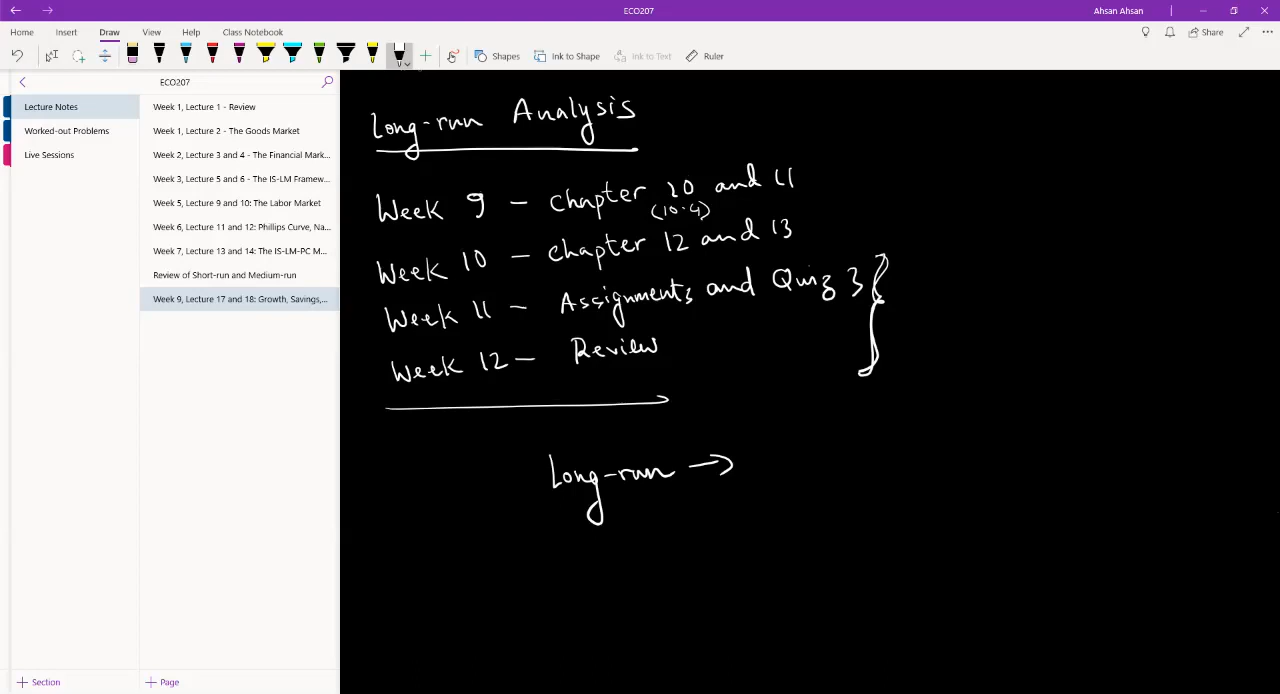 ECO207
Ahsan Ahsan
Home Insert Draw View Help Class Notebook
Share
Shapes Ink to Shape Ink to Text Ruler
ECO207
Lecture Notes
Worked-out Problems
Live Sessions
Week 1, Lecture 1 - Review
Week 1, Lecture 2 - The Goods Market
Week 2, Lecture 3 and 4 - The Financial Mark...
Week 3, Lecture 5 and 6 - The IS-LM Framew...
Week 5, Lecture 9 and 10: The Labor Market
Week 6, Lecture 11 and 12: Phillips Curve, Na...
Week 7, Lecture 13 and 14: The IS-LM-PC M...
Review of Short-run and Medium-run
Week 9, Lecture 17 and 18: Growth, Savings,...
Long-run Analysis
Week 9 – chapter 20 and 11
(10.4)
Week 10 – chapter 12 and 13
Week 11 – Assignments and Quiz 3
Week 12 – Review
Long-run →
+ Section
+ Page